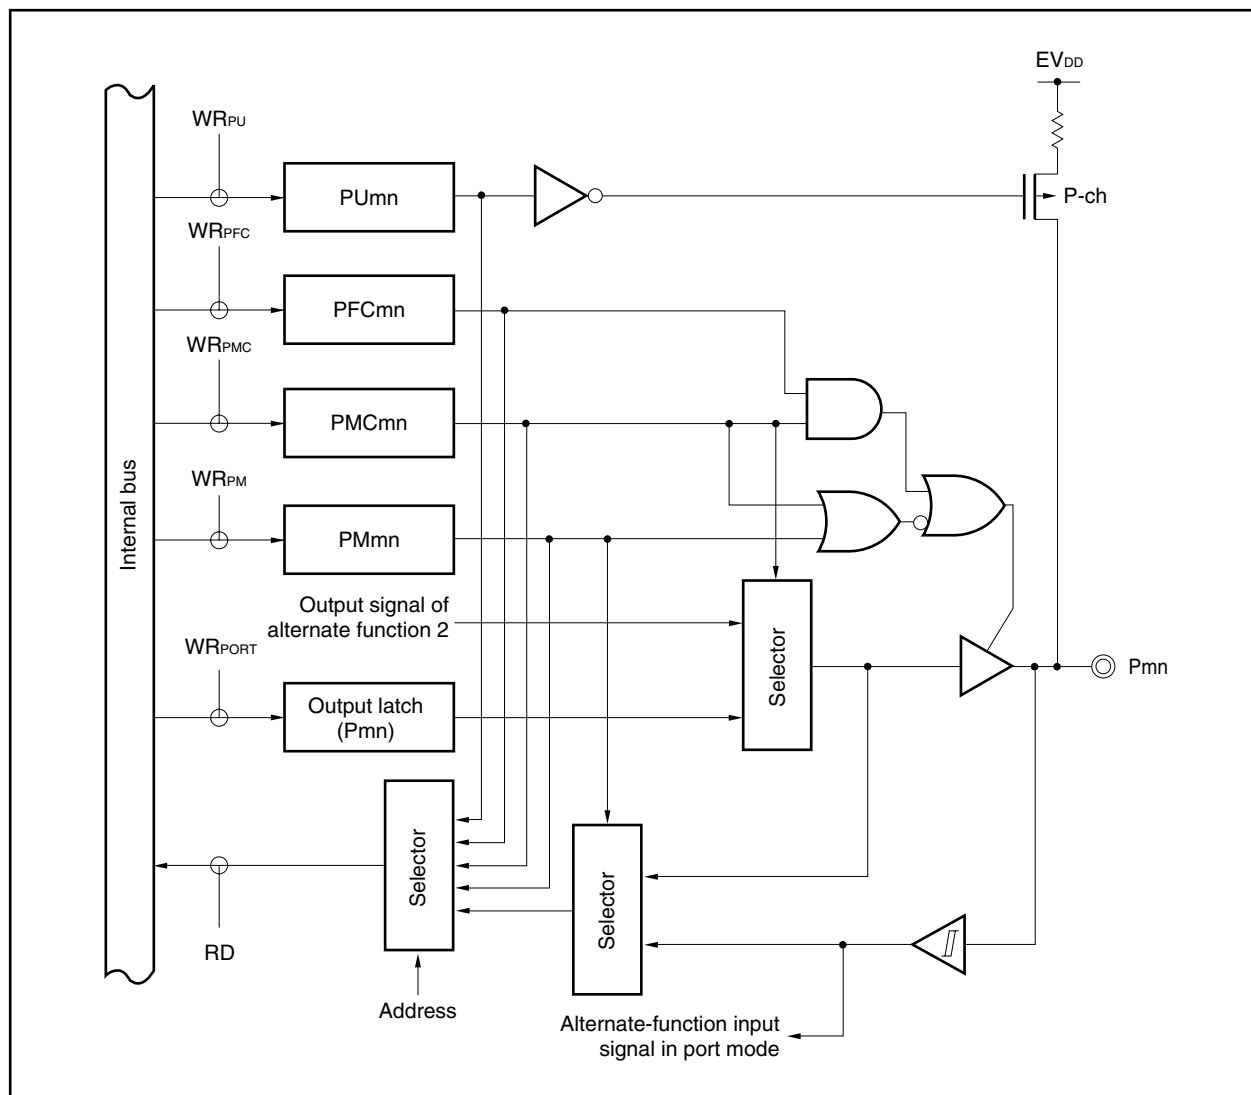 EVDD
WRPU
PUmn
P-ch
WRPFC
PFCmn
WRPMC
PMCmn
WRPM
PMmn
Internal bus
Output signal of
alternate function 2
WRPORT
Output latch
(Pmn)
Selector
Pmn
Selector
Selector
RD
Address
Alternate-function input
signal in port mode